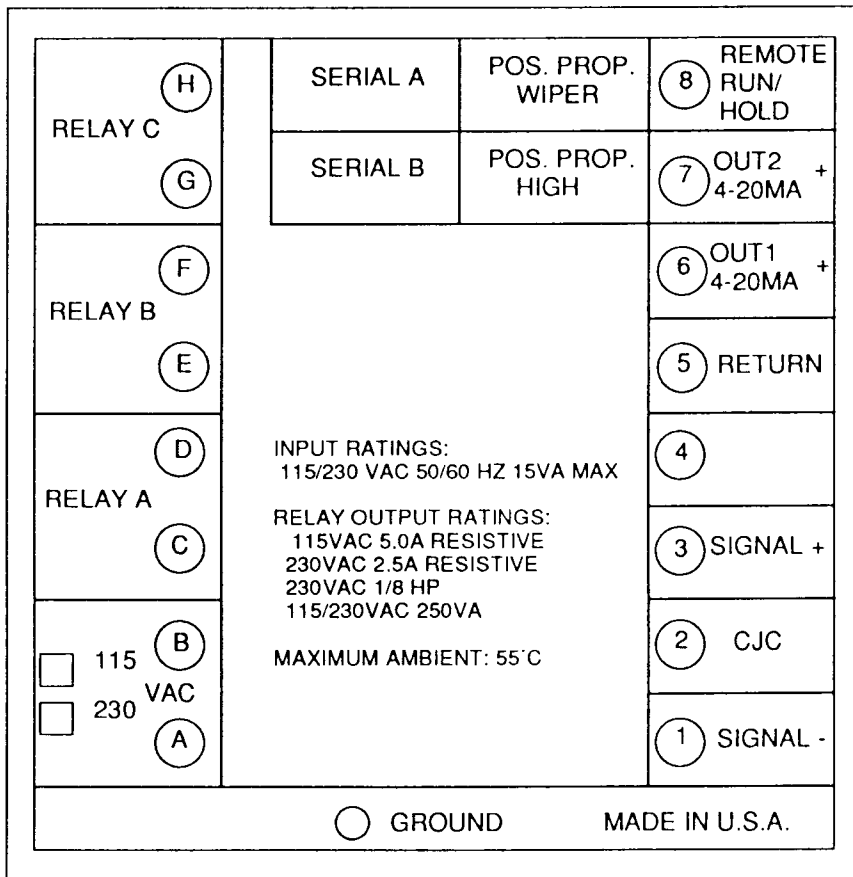 H
RELAY C
G
F
RELAY B
E
D
RELAY A
C
B
115
VAC
230
A
SERIAL A
POS. PROP.
WIPER
SERIAL B
POS. PROP.
HIGH
INPUT RATINGS:
115/230 VAC 50/60 HZ 15VA MAX
RELAY OUTPUT RATINGS:
115VAC 5.0A RESISTIVE
230VAC 2.5A RESISTIVE
230VAC 1/8 HP
115/230VAC 250VA
MAXIMUM AMBIENT: 55°C
8 REMOTE
RUN/
HOLD
7 OUT2 +
4-20MA
6 OUT1 +
4-20MA
5 RETURN
4
3 SIGNAL +
2 CJC
1 SIGNAL -
GROUND
MADE IN U.S.A.